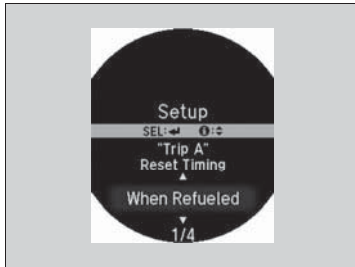 Setup
SEL:↵ i:⬍
"Trip A"
Reset Timing
▲
When Refueled
▼
1/4